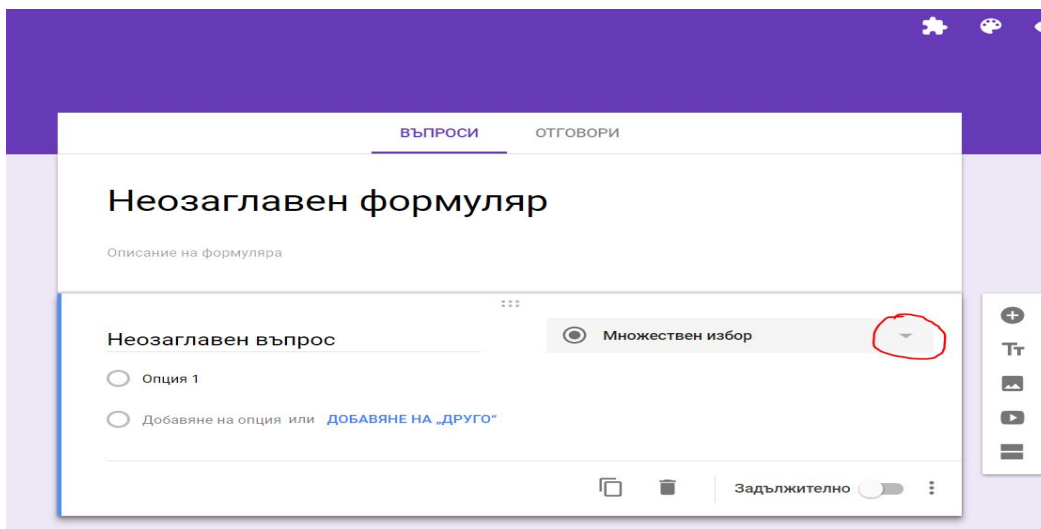 ВЪПРОСИ ОТГОВОРИ
Неозаглавен формуляр
Описание на формуляра
Неозаглавен въпрос
Множествен избор
Опция 1
Добавяне на опция или ДОБАВЯНЕ НА „ДРУГО“
Задължително
Тт